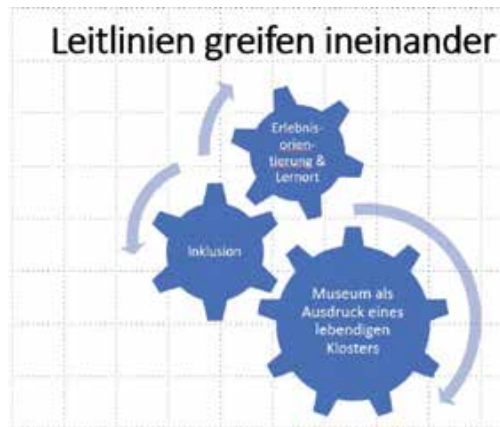 Leitlinien greifen ineinander
Erlebnis-
orien-
tierung &
Lernort
Inklusion
Museum als
Ausdruck eines
lebendigen
Klosters